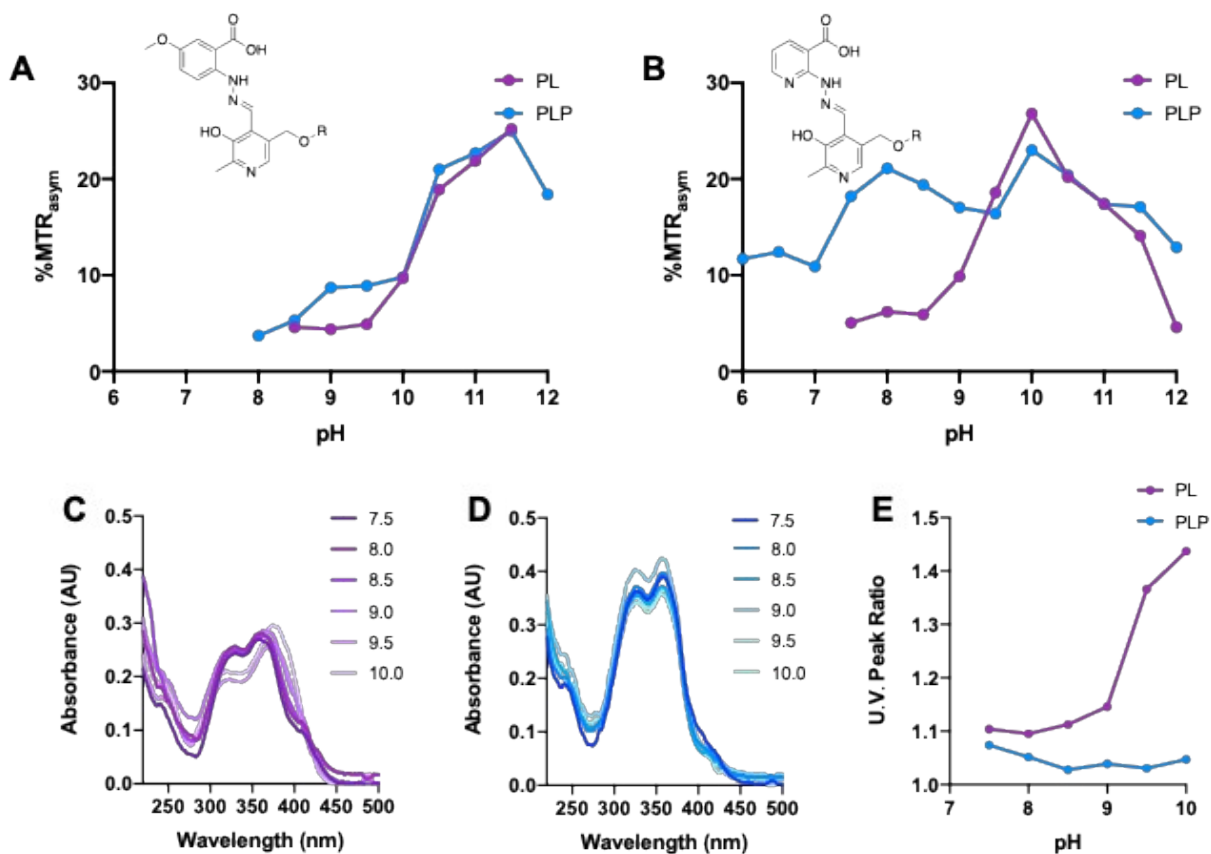 A
O
O
OH
NH
N
HO
O
R
N
PL
PLP
30
20
10
0
%MTRasym
6 7 8 9 10 11 12
pH
B
O
OH
N
NH
N
HO
O
R
N
PL
PLP
30
20
10
0
%MTRasym
6 7 8 9 10 11 12
pH
C
0.5
0.4
0.3
0.2
0.1
0.0
Absorbance (AU)
7.5
8.0
8.5
9.0
9.5
10.0
250 300 350 400 450 500
Wavelength (nm)
D
0.5
0.4
0.3
0.2
0.1
0.0
Absorbance (AU)
7.5
8.0
8.5
9.0
9.5
10.0
250 300 350 400 450 500
Wavelength (nm)
E
PL
PLP
1.5
1.4
1.3
1.2
1.1
1.0
U.V. Peak Ratio
7 8 9 10
pH